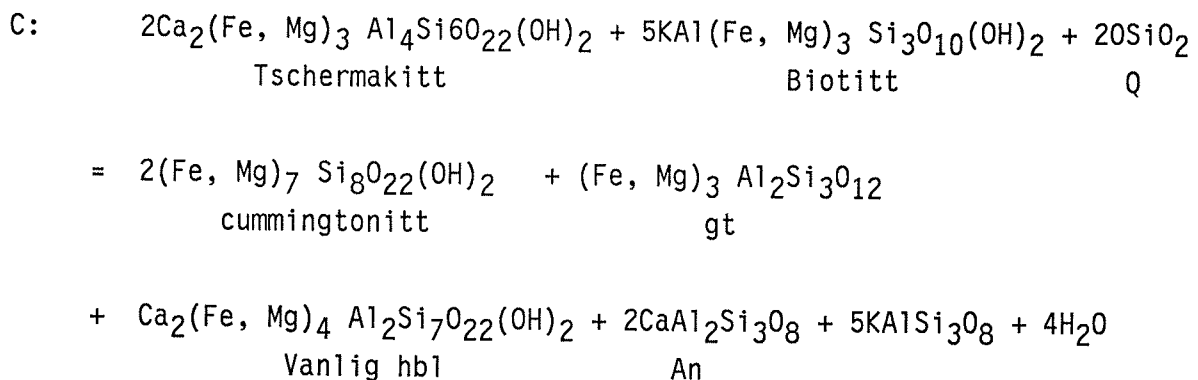 C: 2Ca₂(Fe, Mg)₃ Al₄Si6O₂₂(OH)₂ + 5KAl(Fe, Mg)₃ Si₃O₁₀(OH)₂ + 20SiO₂
Tschermakitt Biotitt Q
= 2(Fe, Mg)₇ Si₈O₂₂(OH)₂ + (Fe, Mg)₃ Al₂Si₃O₁₂
cummingtonitt gt
+ Ca₂(Fe, Mg)₄ Al₂Si₇O₂₂(OH)₂ + 2CaAl₂Si₃O₈ + 5KAlSi₃O₈ + 4H₂O
Vanlig hbl An